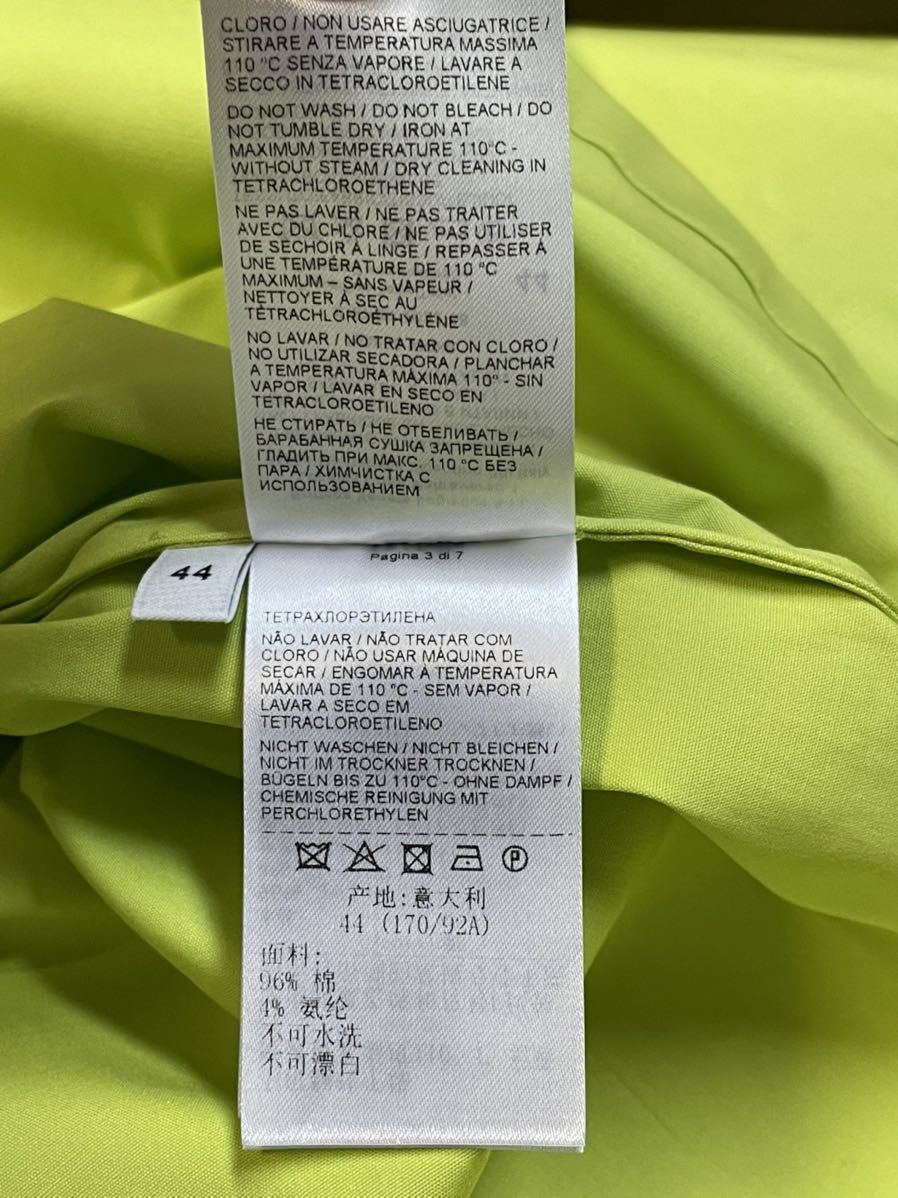 CLORO / NON USARE ASCIUGATRICE /
STIRARE A TEMPERATURA MASSIMA
110 °C SENZA VAPORE / LAVARE A
SECCO IN TETRACLOROETILENE
DO NOT WASH / DO NOT BLEACH / DO
NOT TUMBLE DRY / IRON AT
MAXIMUM TEMPERATURE 110°C -
WITHOUT STEAM / DRY CLEANING IN
TETRACHLOROETHENE
NE PAS LAVER / NE PAS TRAITER
AVEC DU CHLORE / NE PAS UTILISER
DE SÉCHOIR À LINGE / REPASSER À
UNE TEMPÉRATURE DE 110 °C
MAXIMUM – SANS VAPEUR /
NETTOYER À SEC AU
TÉTRACHLOROÉTHYLÈNE
NO LAVAR / NO TRATAR CON CLORO /
NO UTILIZAR SECADORA / PLANCHAR
A TEMPERATURA MÁXIMA 110° - SIN
VAPOR / LAVAR EN SECO EN
TETRACLOROETILENO
НЕ СТИРАТЬ / НЕ ОТБЕЛИВАТЬ /
БАРАБАННАЯ СУШКА ЗАПРЕЩЕНА /
ГЛАДИТЬ ПРИ МАКС. 110 °C БЕЗ
ПАРА / ХИМЧИСТКА С
ИСПОЛЬЗОВАНИЕМ
Pagina 3 di 7
44
ТЕТРАХЛОРЭТИЛЕНА
NÃO LAVAR / NÃO TRATAR COM
CLORO / NÃO USAR MÁQUINA DE
SECAR / ENGOMAR À TEMPERATURA
MÁXIMA DE 110 °C - SEM VAPOR /
LAVAR A SECO EM
TETRACLOROETILENO
NICHT WASCHEN / NICHT BLEICHEN /
NICHT IM TROCKNER TROCKNEN /
BÜGELN BIS ZU 110°C - OHNE DAMPF /
CHEMISCHE REINIGUNG MIT
PERCHLORETHYLEN
P
产地:意大利
44 (170/92A)
面料:
96% 棉
4% 氨纶
不可水洗
不可漂白